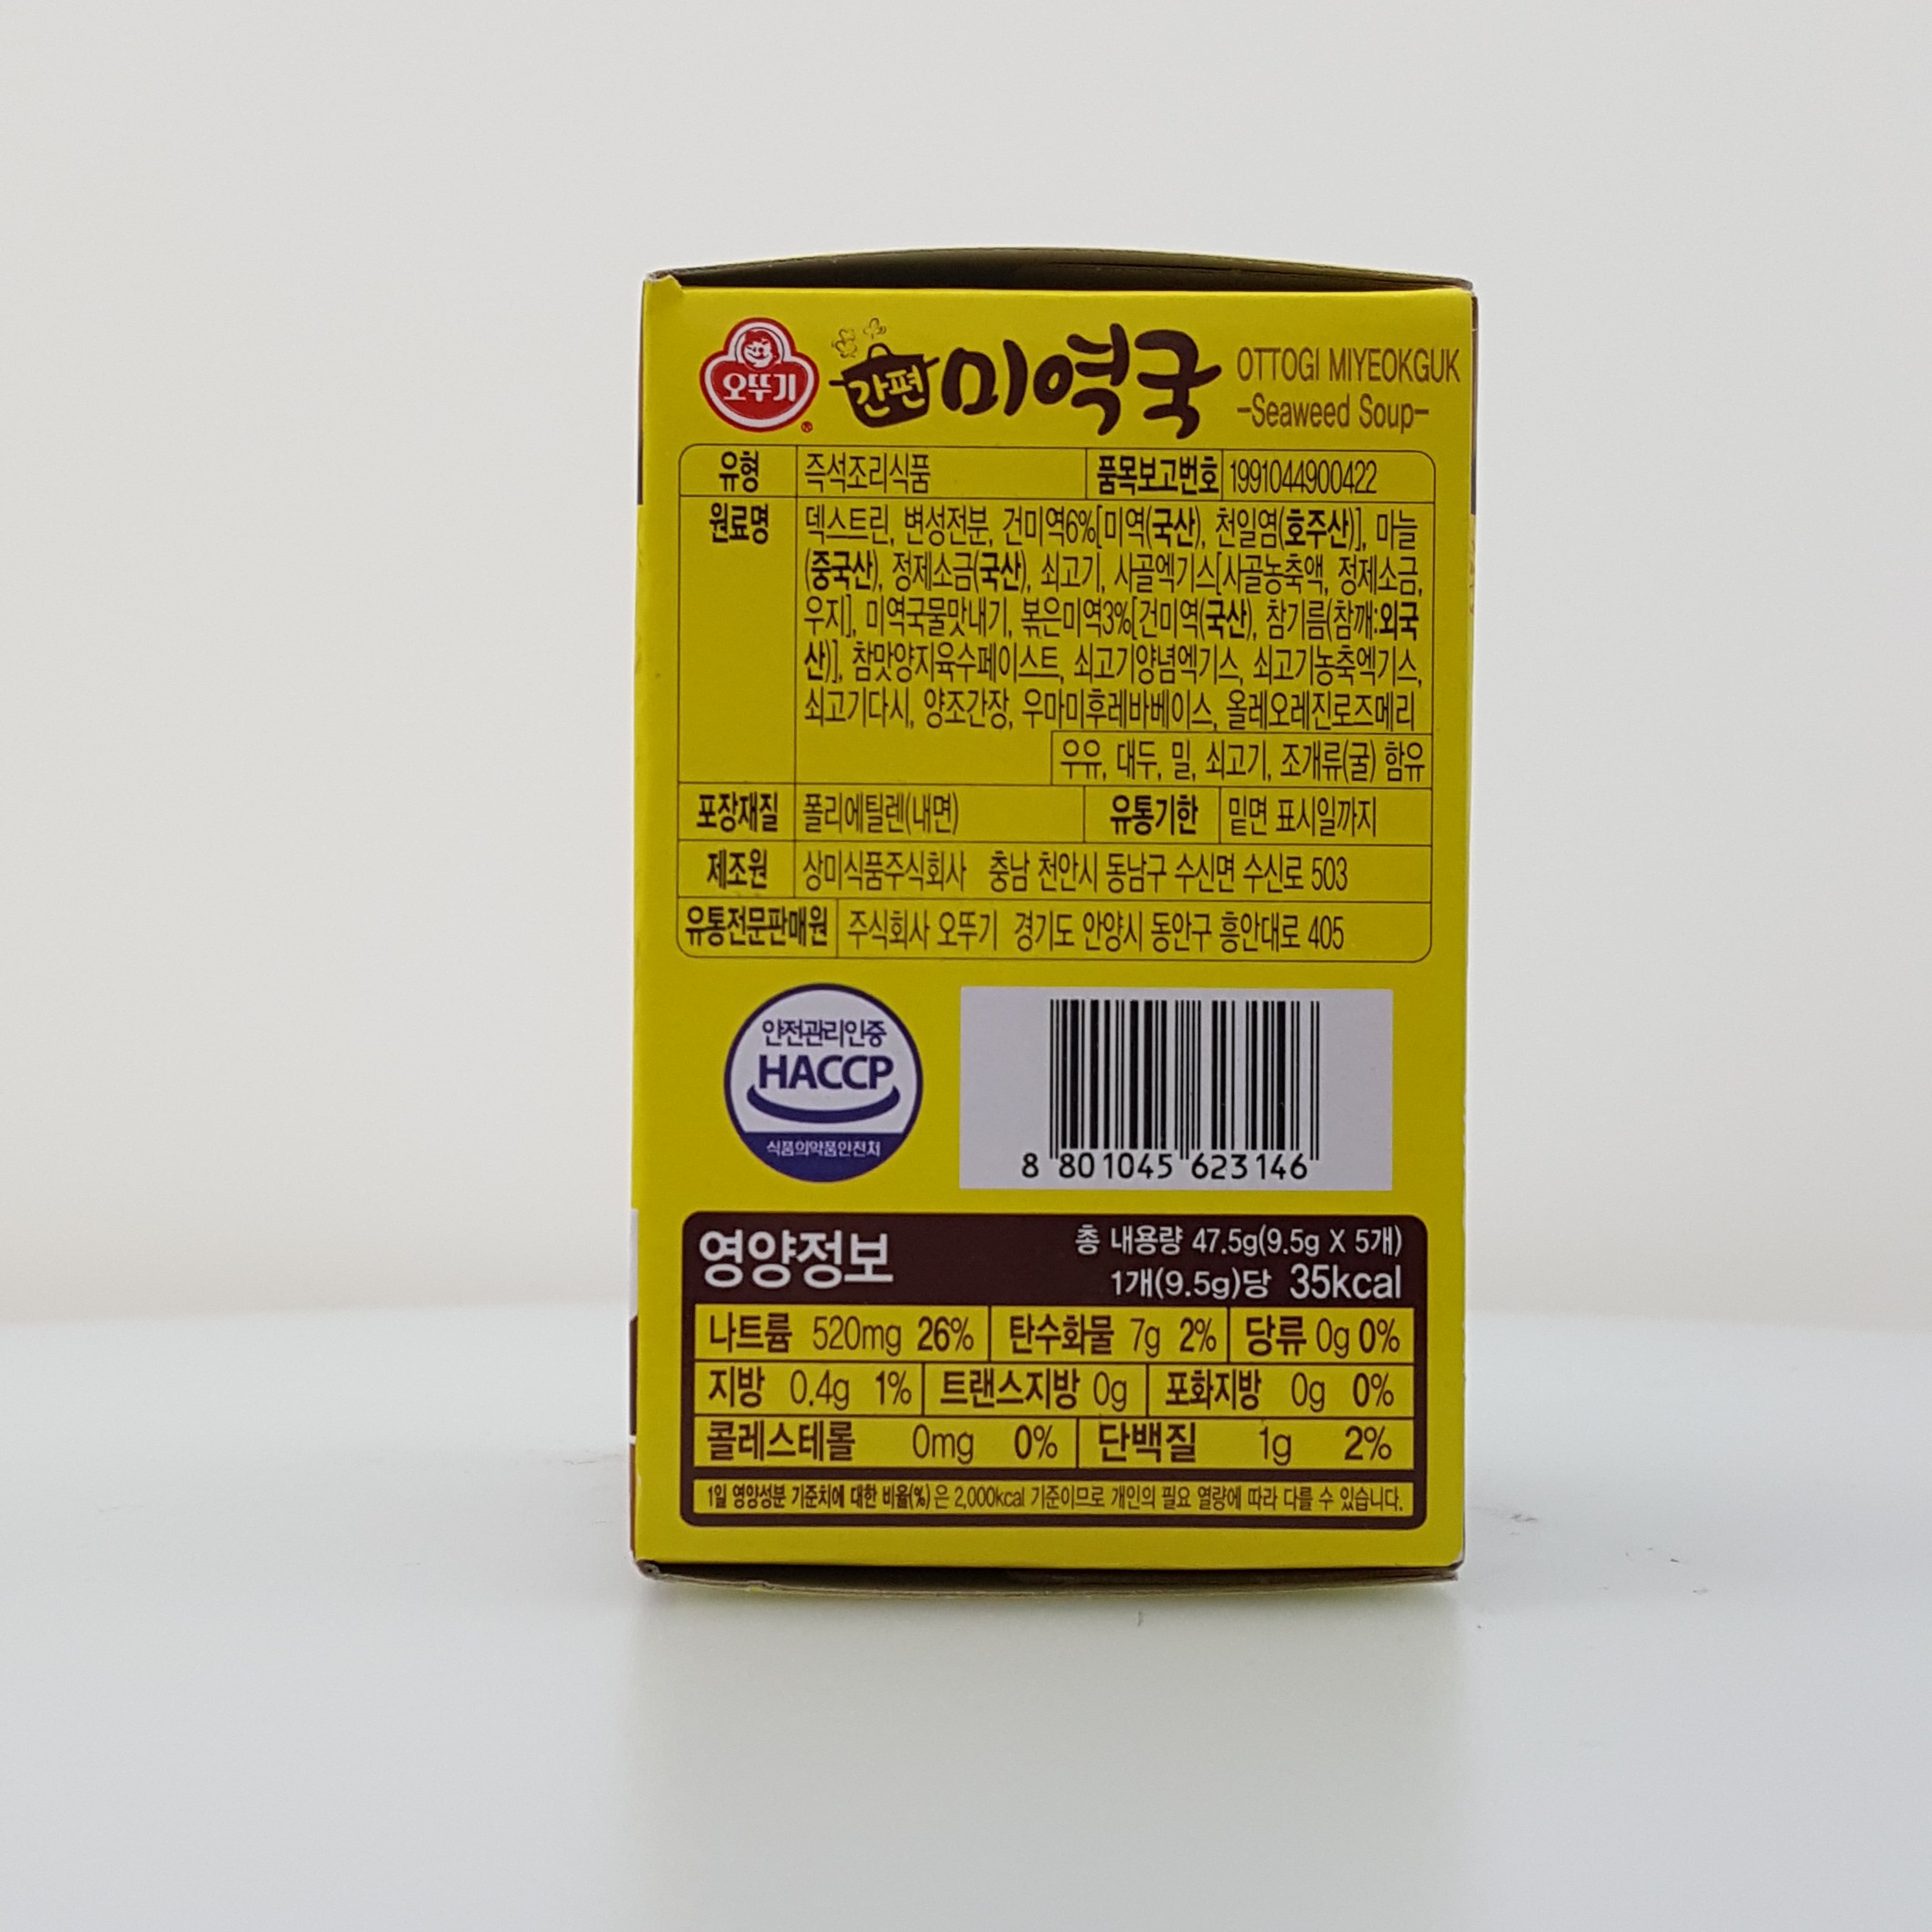 오뚜기
간편 미역국
OTTOGI MIYEOKGUK
-Seaweed Soup-
유형 즉석조리식품 품목보고번호 1991044900422
원료명 덱스트린, 변성전분, 건미역6%[미역(국산), 천일염(호주산)], 마늘
(중국산), 정제소금(국산), 쇠고기, 사골엑기스[사골농축액, 정제소금,
우지], 미역국물맛내기, 볶은미역3%[건미역(국산), 참기름(참깨:외국
산)], 참맛양지육수페이스트, 쇠고기양념엑기스, 쇠고기농축엑기스,
쇠고기다시, 양조간장, 우마미후레바베이스, 올레오레진로즈메리
우유, 대두, 밀, 쇠고기, 조개류(굴) 함유
포장재질 폴리에틸렌(내면) 유통기한 밑면 표시일까지
제조원 상미식품주식회사 충남 천안시 동남구 수신면 수신로 503
유통전문판매원 주식회사 오뚜기 경기도 안양시 동안구 흥안대로 405
안전관리인증
HACCP
식품의약품안전처
8 801045 623146
영양정보
총 내용량 47.5g(9.5g X 5개)
1개(9.5g)당 35kcal
나트륨 520mg 26% 탄수화물 7g 2% 당류 0g 0%
지방 0.4g 1% 트랜스지방 0g 포화지방 0g 0%
콜레스테롤 0mg 0% 단백질 1g 2%
1일 영양성분 기준치에 대한 비율(%)은 2,000kcal 기준이므로 개인의 필요 열량에 따라 다를 수 있습니다.